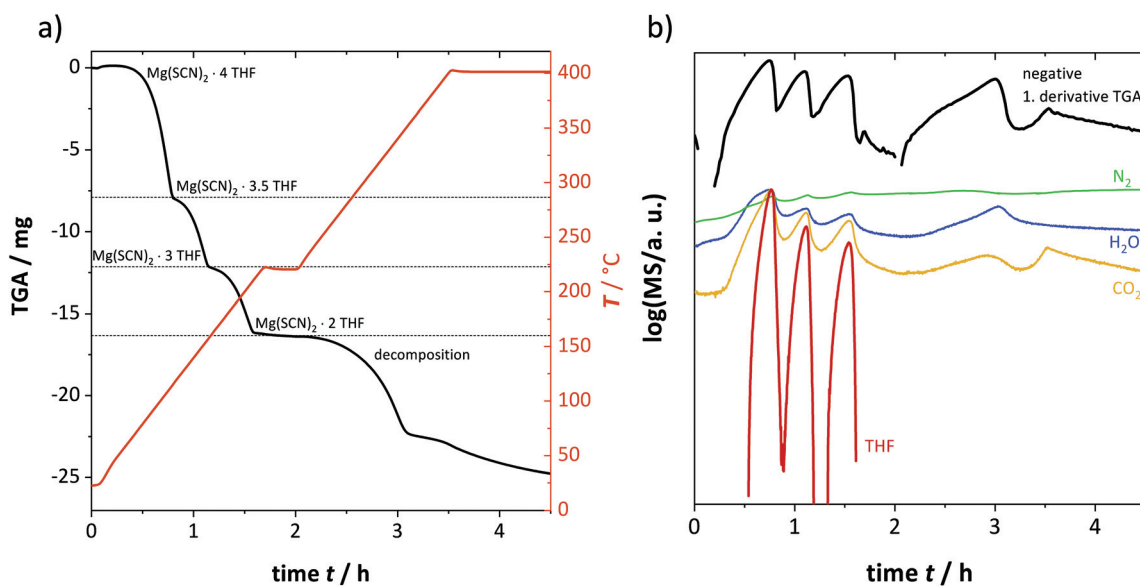 a)
0
-5
-10
-15
-20
-25
TGA / mg
Mg(SCN)₂ · 4 THF
Mg(SCN)₂ · 3.5 THF
Mg(SCN)₂ · 3 THF
Mg(SCN)₂ · 2 THF
decomposition
0
1
2
3
4
time t / h
400
350
300
250
200
150
100
50
0
T / °C
b)
log(MS/a. u.)
negative
1. derivative TGA
N₂
H₂O
CO₂
THF
0
1
2
3
4
time t / h